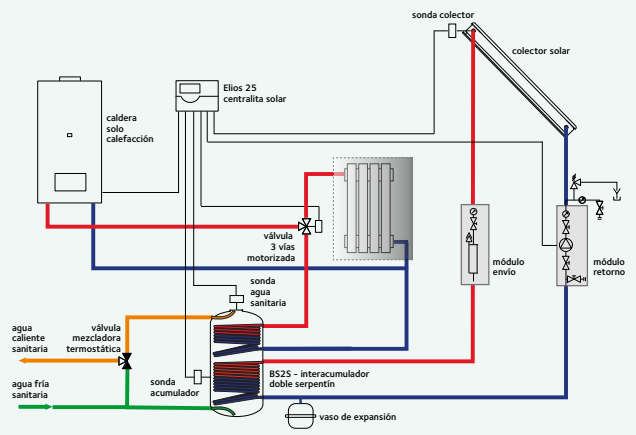 sonda colector
colector solar
Elios 25
centralita solar
caldera
solo
calefacción
válvula
3 vías
motorizada
módulo
envío
módulo
retorno
sonda
agua
sanitaria
agua
caliente
sanitaria
válvula
mezcladora
termostática
agua fría
sanitaria
sonda
acumulador
BS2S – interacumulador
doble serpentín
vaso de expansión